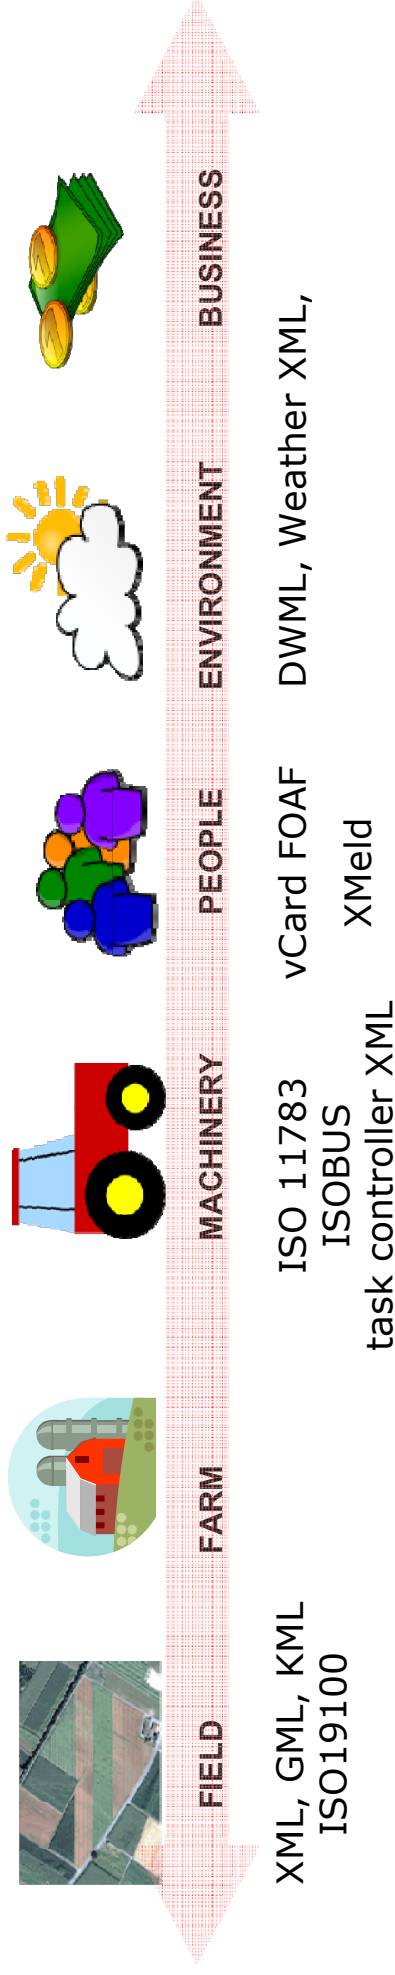 FIELD
FARM
MACHINERY
PEOPLE
ENVIRONMENT
BUSINESS
XML, GML, KML
ISO19100
ISO 11783
ISOBUS
task controller XML
vCard FOAF
XMeld
DWML, Weather XML,